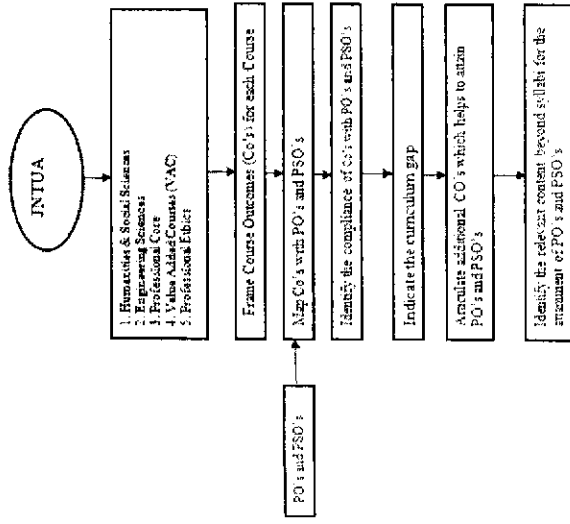 JNTUA
1. Humanities & Social Sciences
2. Engineering Sciences
3. Professional Core
4. Value Added Courses (VAC)
5. Professional Ethics
Frame Course Outcomes (Co's) for each Course
PO's and PSO's
Map Co's with PO's and PSO's
Identify the compliance of Co's with PO's and PSO's
Indicate the curriculum gap
Articulate additional CO's which helps to attain
PO's and PSO's
Identify the relevant content beyond syllabi for the
attainment of PO's and PSO's